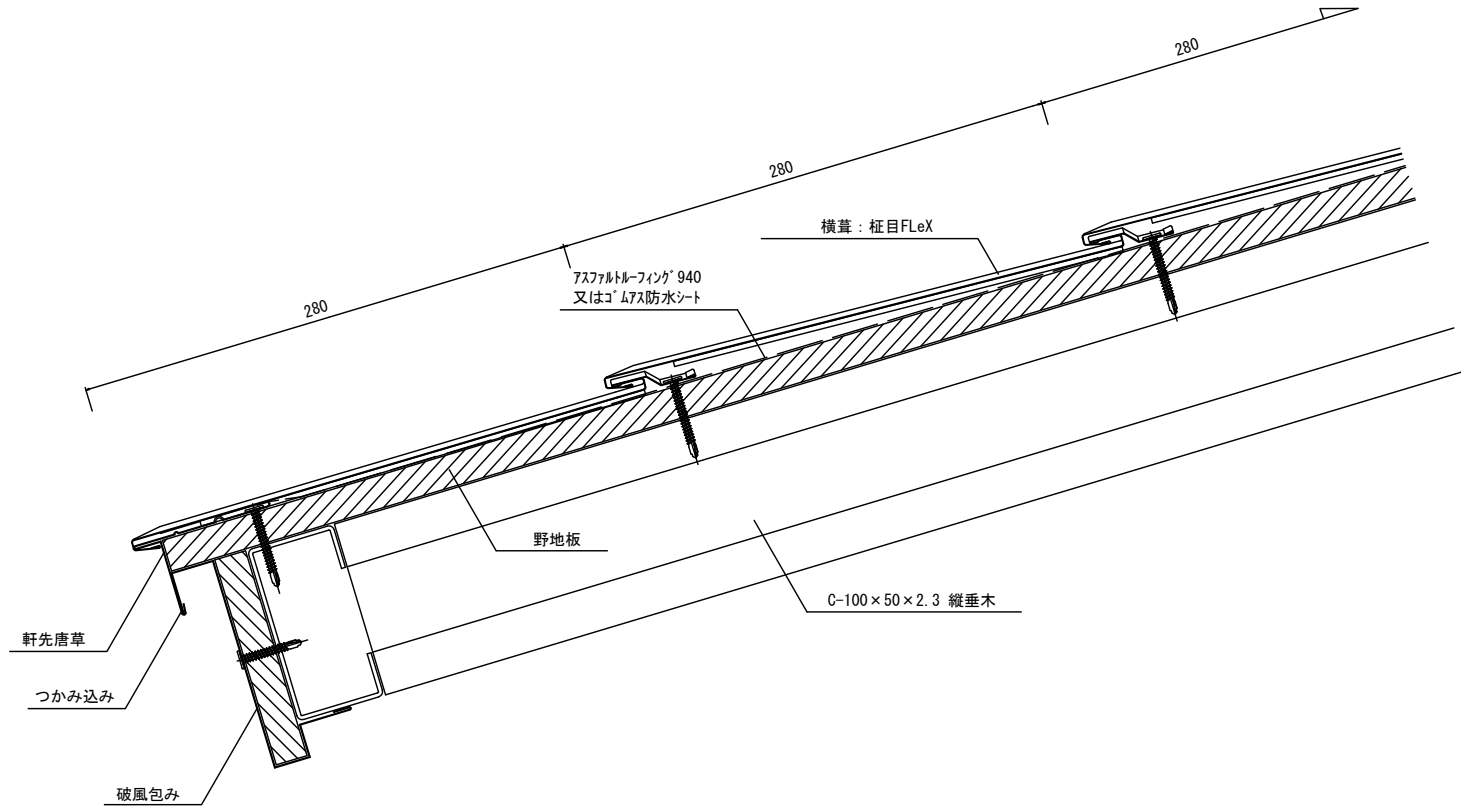 280
280
横葺：柾目FLeX
ｱｽﾌｧﾙﾄﾙｰﾌｨﾝｸﾞ940
又はｺﾞﾑｱｽ防水ｼｰﾄ
280
野地板
C-100×50×2.3 縦垂木
軒先唐草
つかみ込み
破風包み